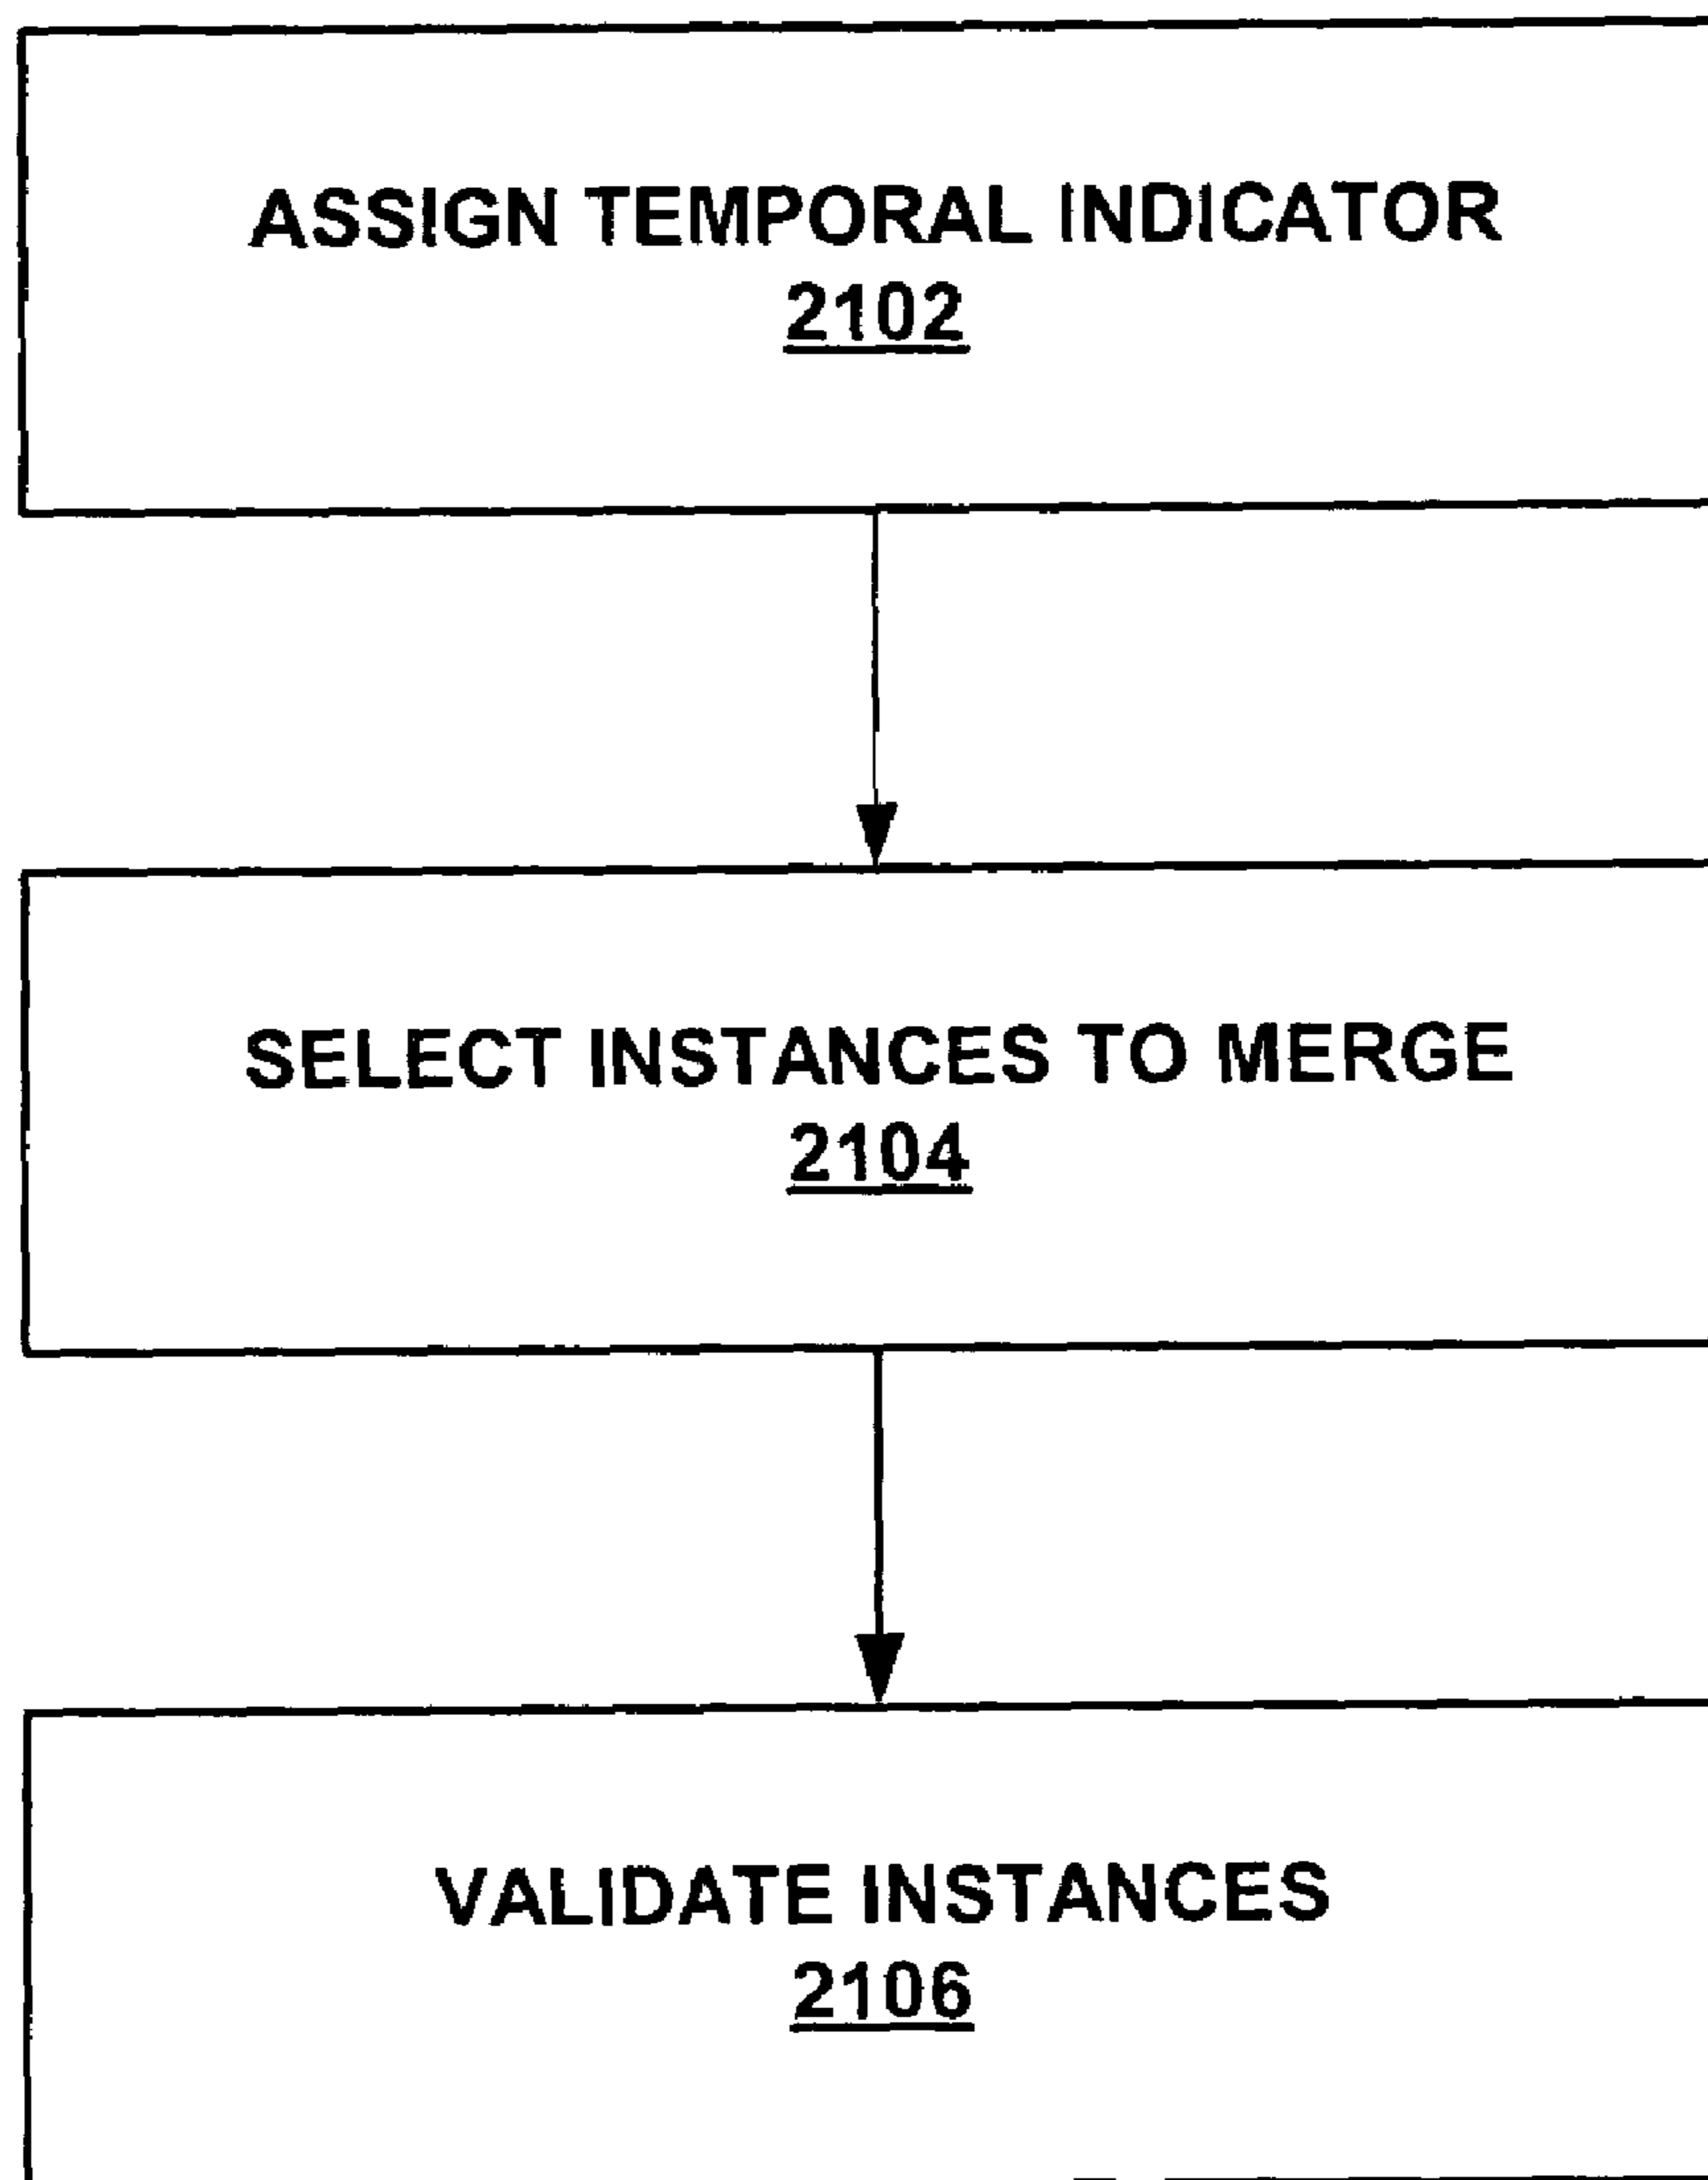 ASSIGN TEMPORAL INDICATOR
2102
SELECT INSTANCES TO MERGE
2104
VALIDATE INSTANCES
2106